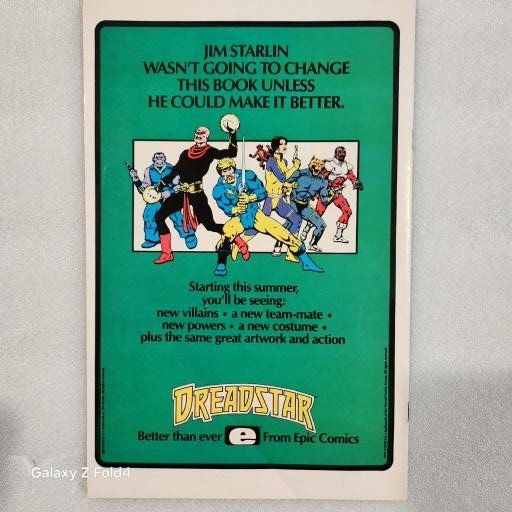 JIM STARLIN
WASN'T GOING TO CHANGE
THIS BOOK UNLESS
HE COULD MAKE IT BETTER.
Starting this summer,
you'll be seeing:
new villains • a new team-mate •
new powers • a new costume •
plus the same great artwork and action
DREADSTAR
Better than ever e From Epic Comics
Galaxy Z Fold4